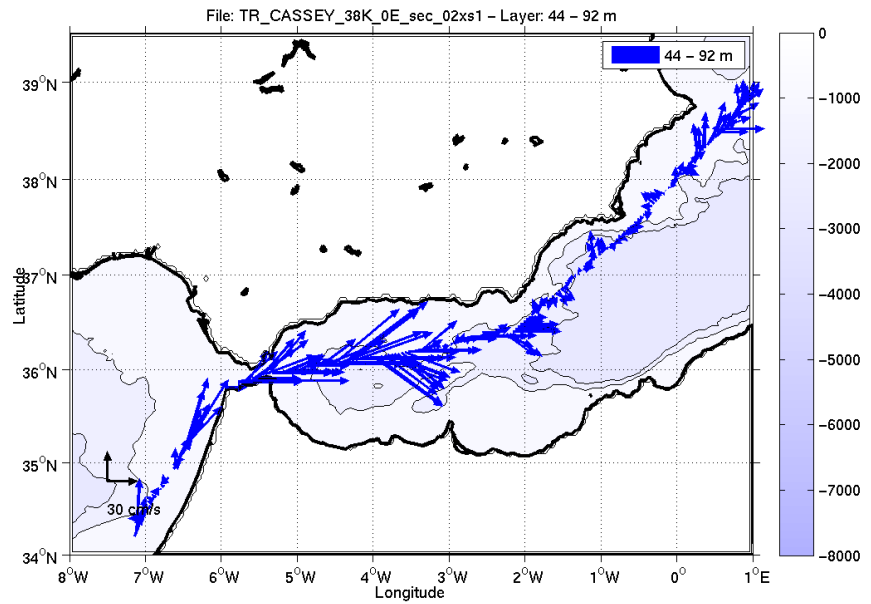 File: TR_CASSEY_38K_0E_sec_02xs1 − Layer: 44 − 92 m
44 − 92 m
39°N
38°N
37°N
36°N
35°N
34°N
Latitude
30 cm/s
8°W 7°W 6°W 5°W 4°W 3°W 2°W 1°W 0° 1°E
Longitude
0
−1000
−2000
−3000
−4000
−5000
−6000
−7000
−8000